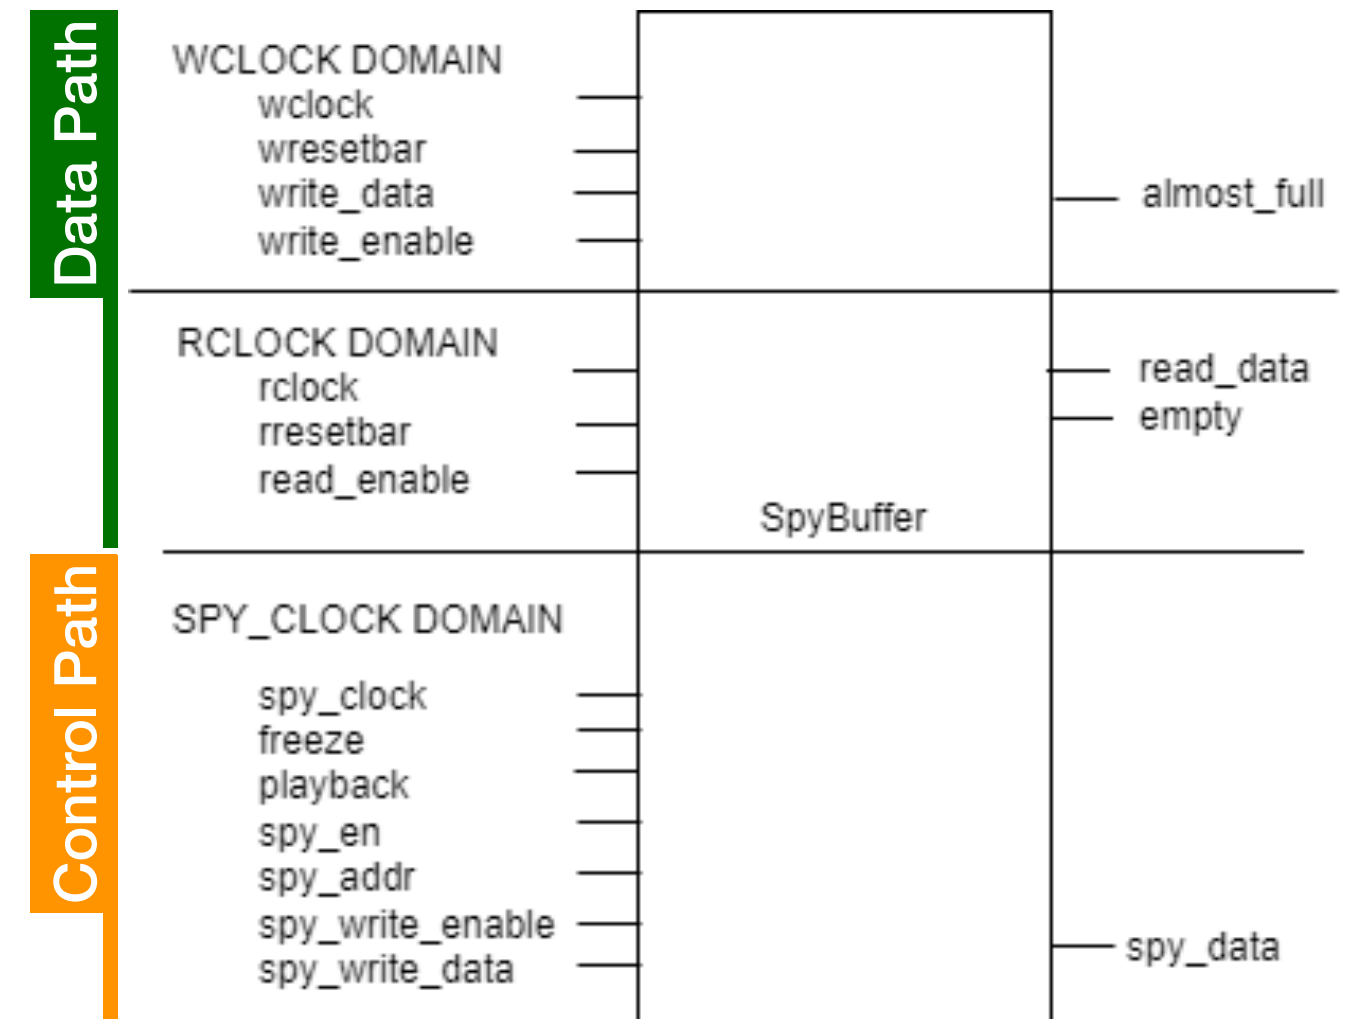 Data Path
WCLOCK DOMAIN
wclock
wresetbar
write_data
write_enable
almost_full
RCLOCK DOMAIN
rclock
rresetbar
read_enable
read_data
empty
SpyBuffer
Control Path
SPY_CLOCK DOMAIN
spy_clock
freeze
playback
spy_en
spy_addr
spy_write_enable
spy_write_data
spy_data